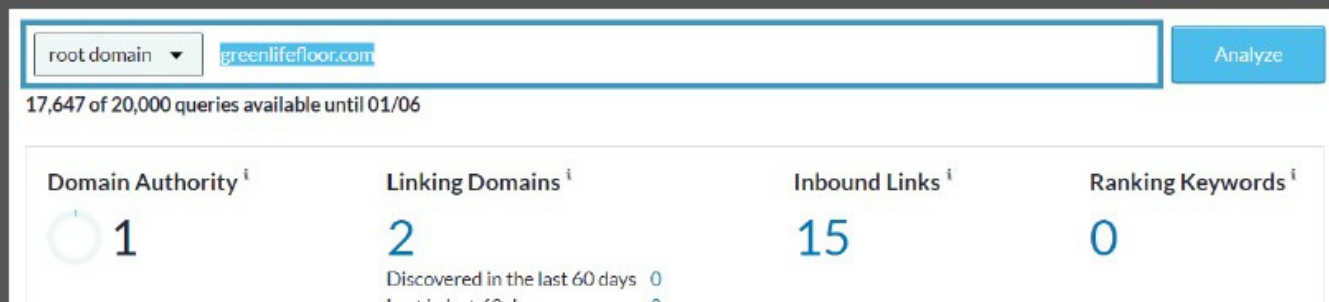 root domain greenlifefloor.com Analyze
17,647 of 20,000 queries available until 01/06
Domain Authority i Linking Domains i Inbound Links i Ranking Keywords i
1 2 15 0
Discovered in the last 60 days 0